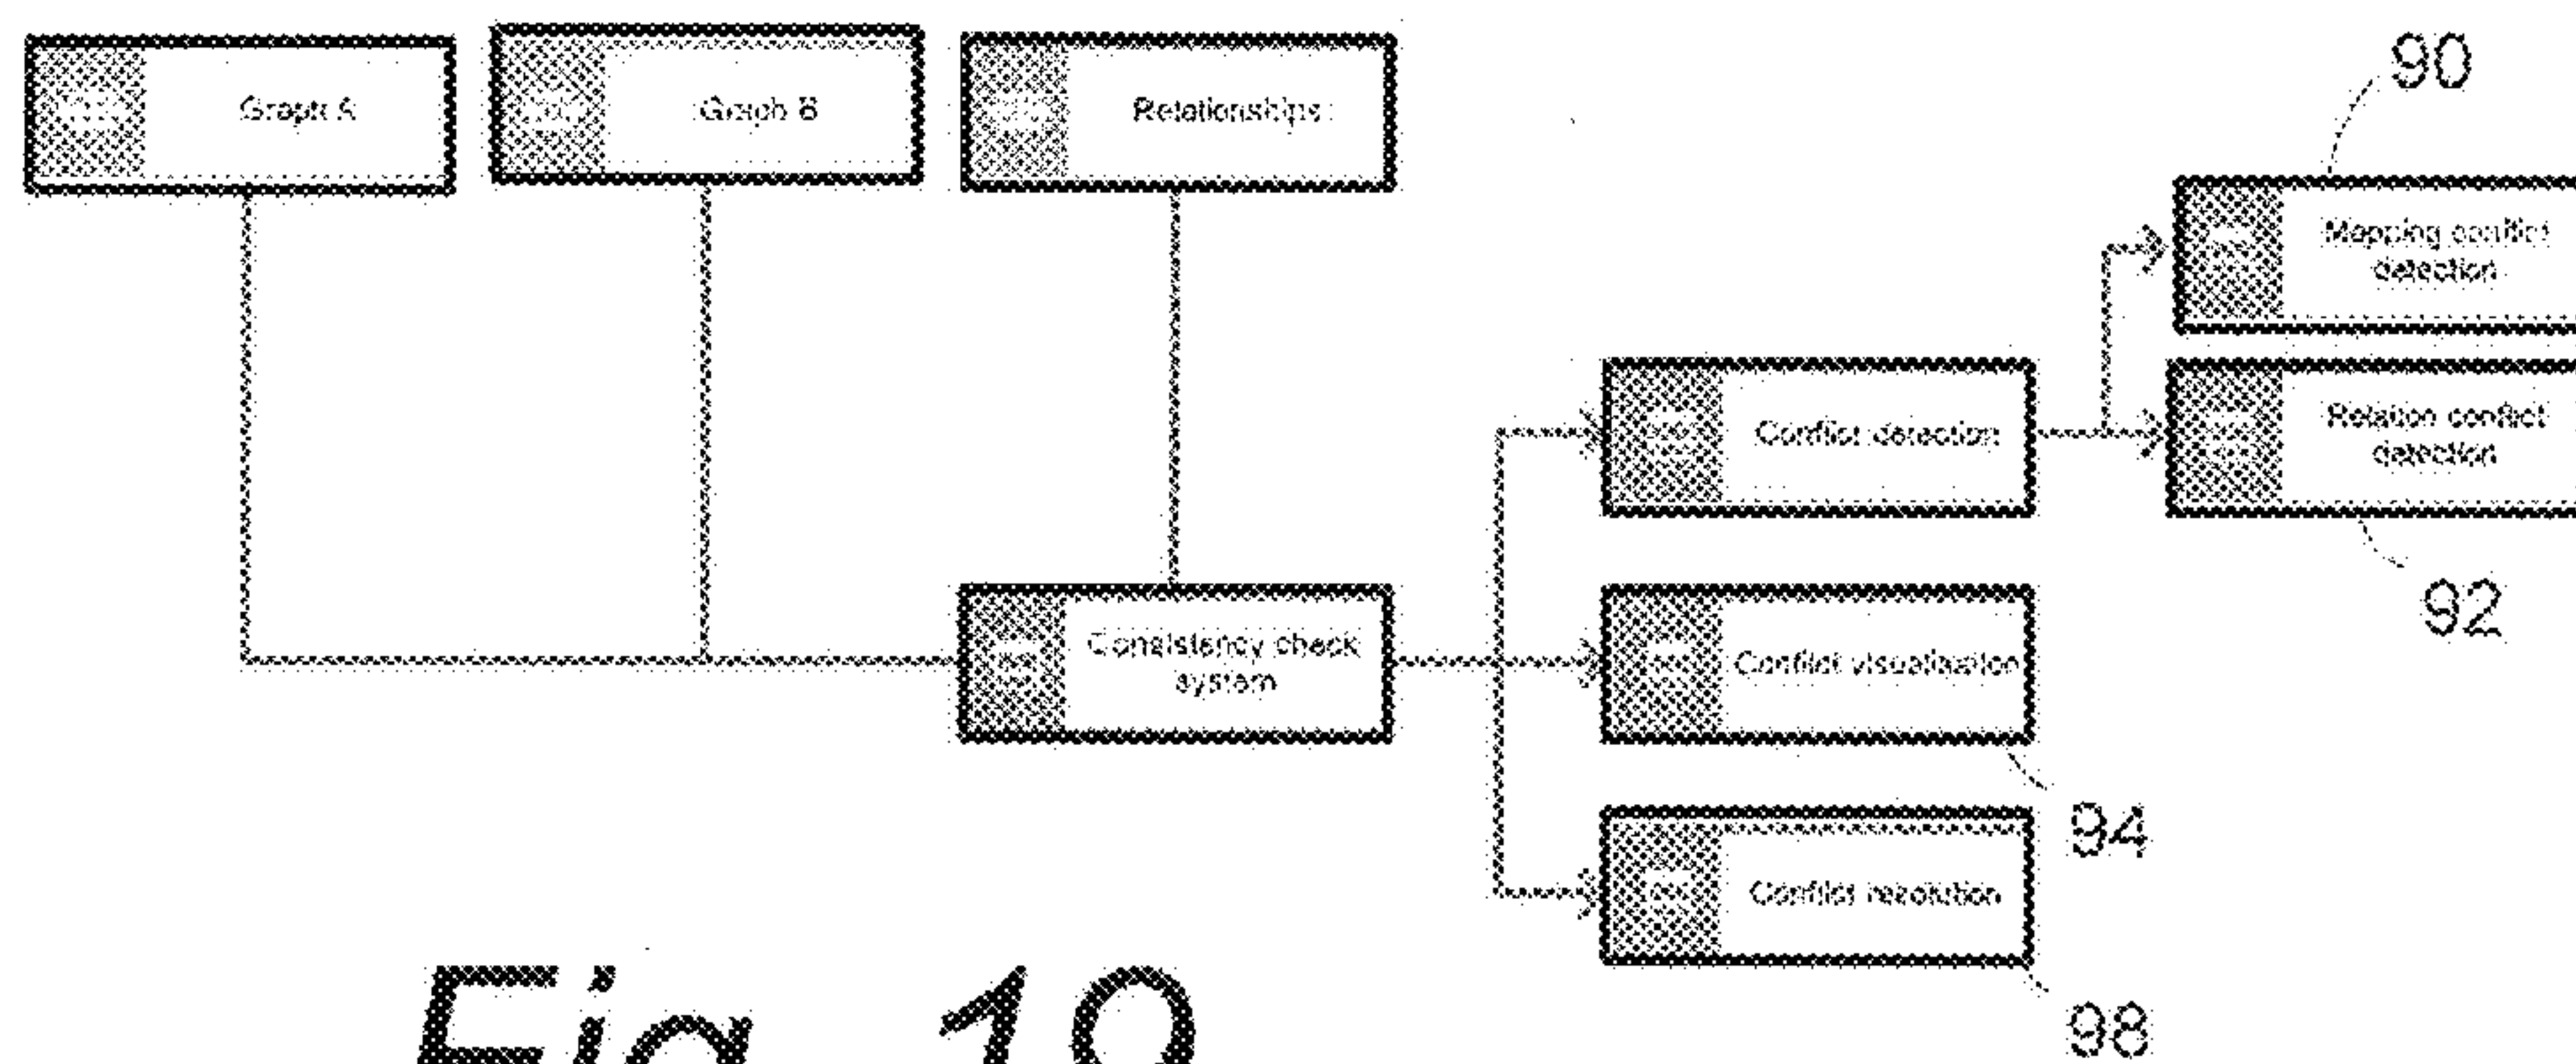 Graph A
Graph B
Relationships
90
Mapping conflict
detection
Conflict detection
Relation conflict
detection
92
Consistency check
system
Conflict visualisation
94
Conflict resolution
98
Fig.